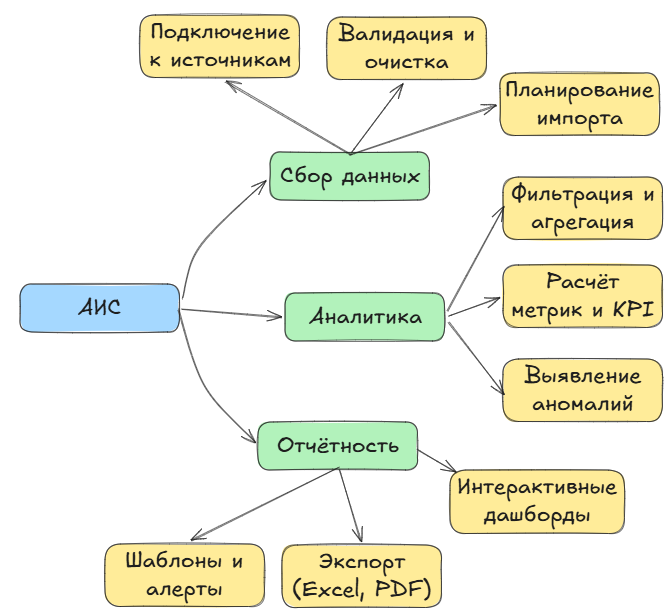 Подключение
к источникам
Валидация и
очистка
Планирование
импорта
Сбор данных
Фильтрация и
агрегация
АИС
Аналитика
Расчёт
метрик и KPI
Выявление
аномалий
Отчётность
Интерактивные
дашборды
Шаблоны и
алерты
Экспорт
(Excel, PDF)